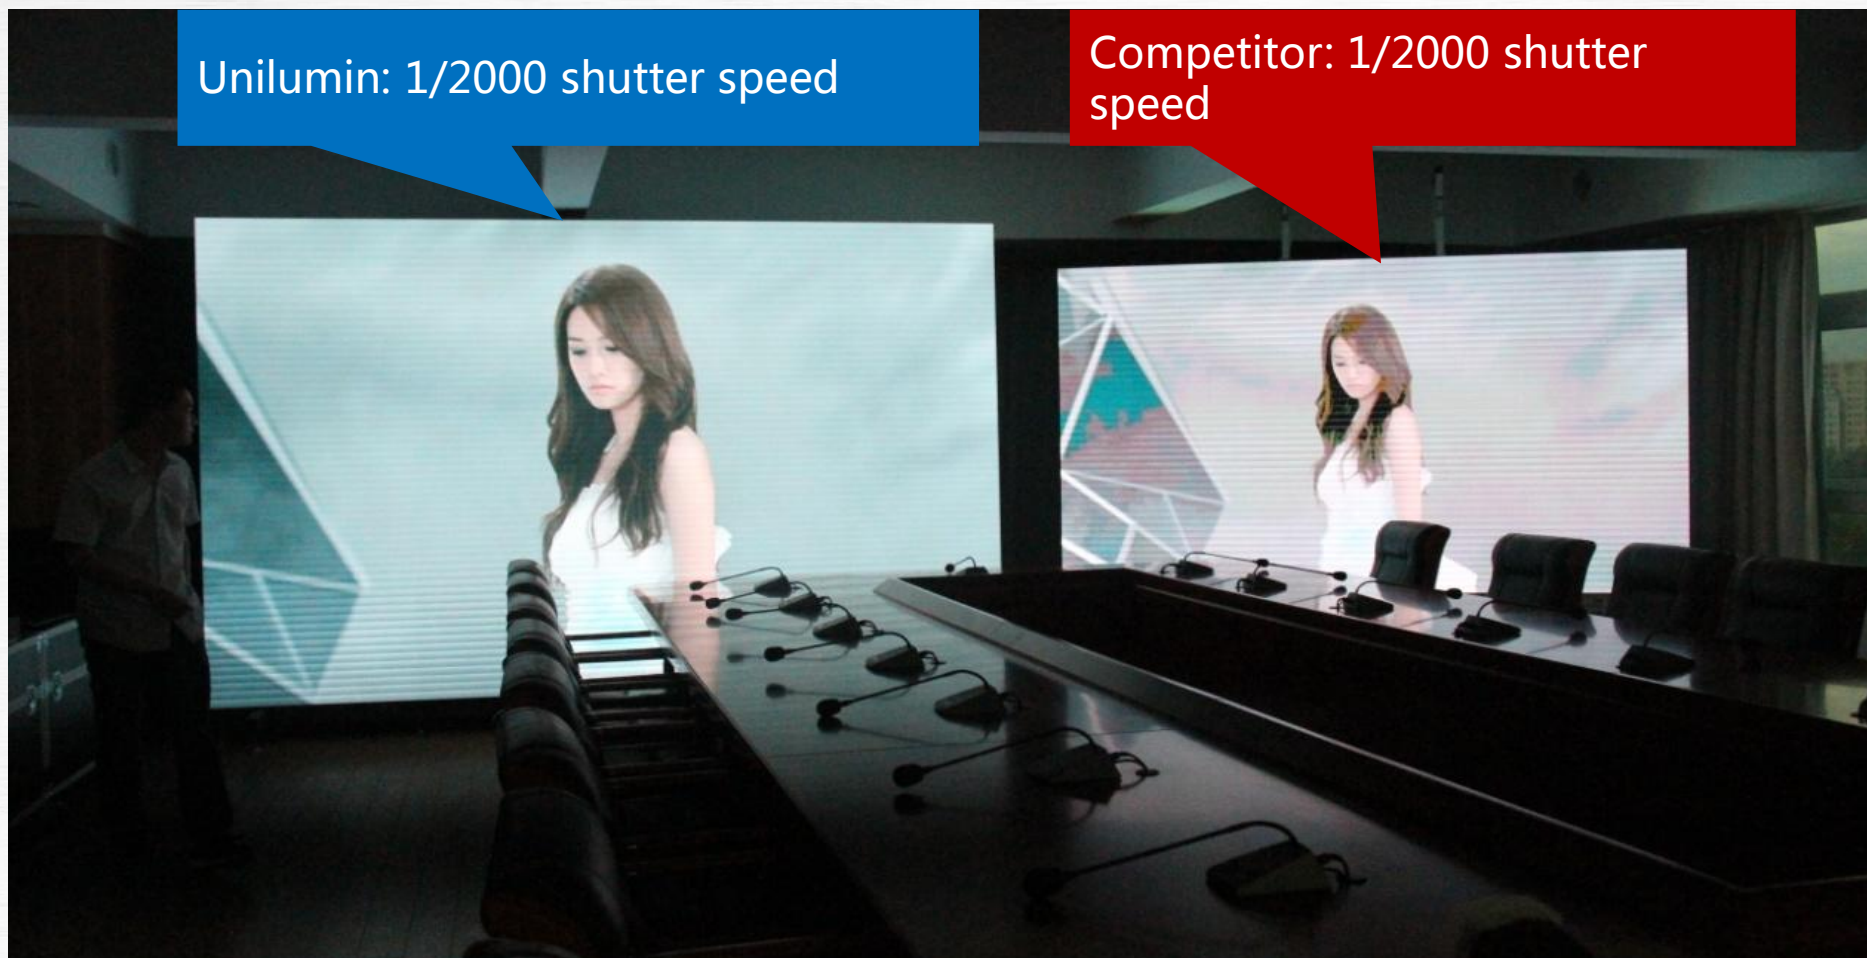 Unilumin: 1/2000 shutter speed
Competitor: 1/2000 shutter
speed